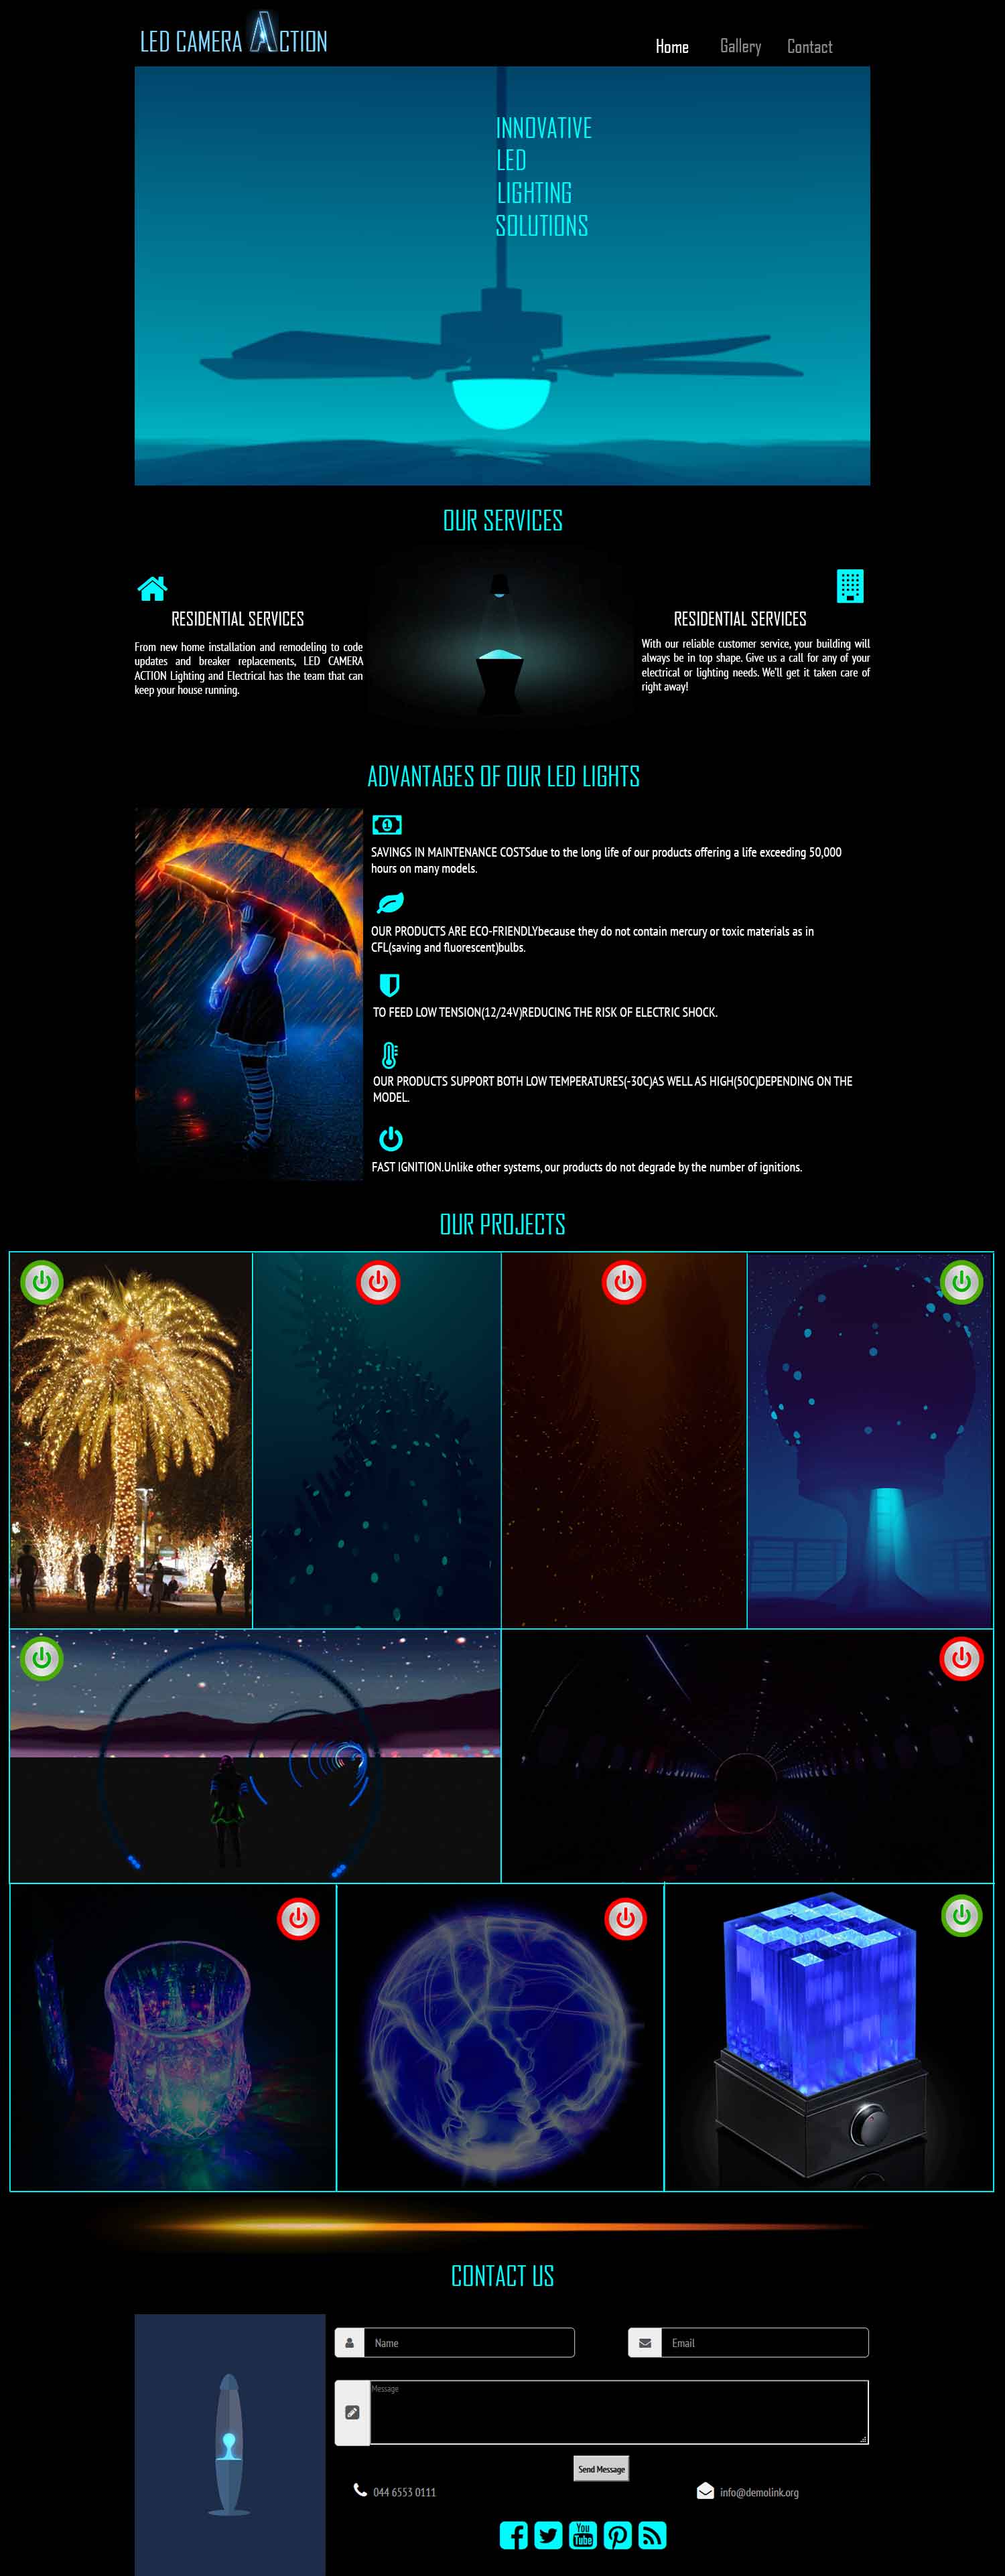 LED CAMERA ACTION
Home Gallery Contact
INNOVATIVE
LED
LIGHTING
SOLUTIONS
OUR SERVICES
RESIDENTIAL SERVICES
From new home installation and remodeling to code
updates and breaker replacements, LED CAMERA
ACTION Lighting and Electrical has the team that can
keep your house running.
RESIDENTIAL SERVICES
With our reliable customer service, your building will
always be in top shape. Give us a call for any of your
electrical or lighting needs. We'll get it taken care of
right away!
ADVANTAGES OF OUR LED LIGHTS
1
SAVINGS IN MAINTENANCE COSTSdue to the long life of our products offering a life exceeding 50,000
hours on many models.
OUR PRODUCTS ARE ECO-FRIENDLYbecause they do not contain mercury or toxic materials as in
CFL(saving and fluorescent)bulbs.
TO FEED LOW TENSION(12/24V)REDUCING THE RISK OF ELECTRIC SHOCK.
OUR PRODUCTS SUPPORT BOTH LOW TEMPERATURES(-30C)AS WELL AS HIGH(50C)DEPENDING ON THE
MODEL.
FAST IGNITION.Unlike other systems, our products do not degrade by the number of ignitions.
OUR PROJECTS
CONTACT US
Name
Email
Message
Send Message
044 6553 0111
info@demolink.org
You
Tube